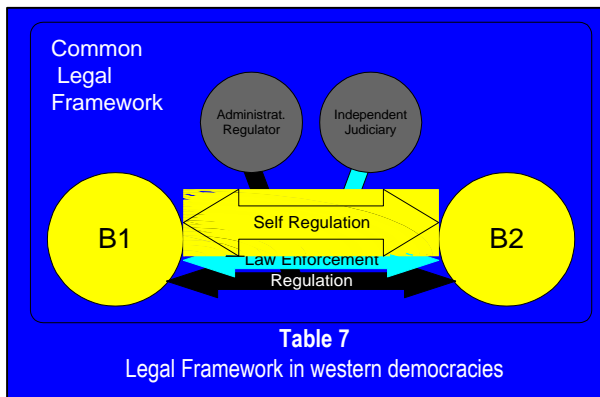 Common
Legal
Framework
Administrat.
Regulator
Independent
Judiciary
B1
Self Regulation
B2
Law Enforcement
Regulation
Table 7
Legal Framework in western democracies